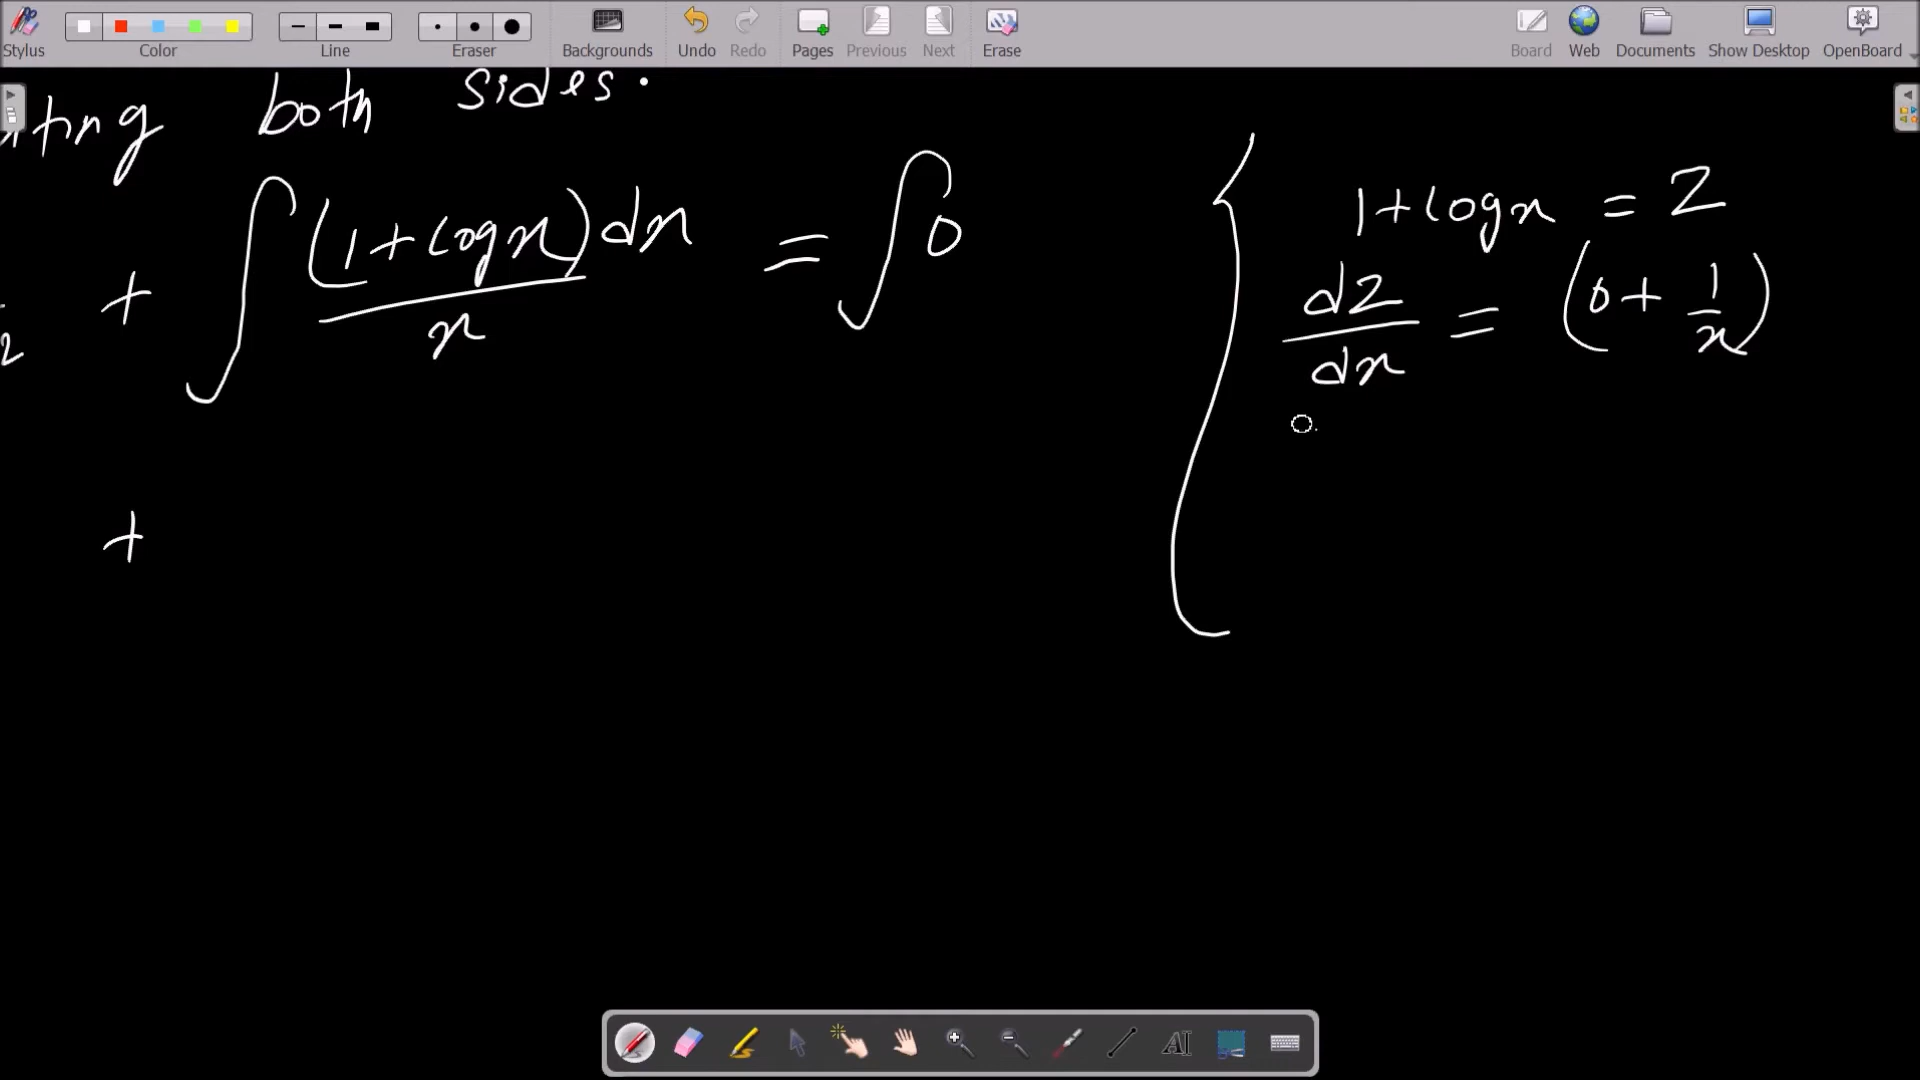 Stylus Color Line Eraser Backgrounds Undo Redo Pages Previous Next Erase Board Web Documents Show Desktop OpenBoard
both sides.
+ ∫ (1+logx)dx / x = ∫ 0
1+logx = z
dz/dx = (0 + 1/x)
+